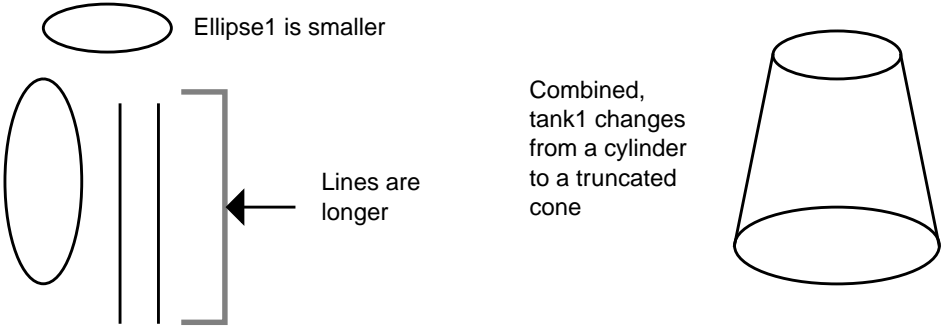 Ellipse1 is smaller
Lines are
longer
Combined,
tank1 changes
from a cylinder
to a truncated
cone